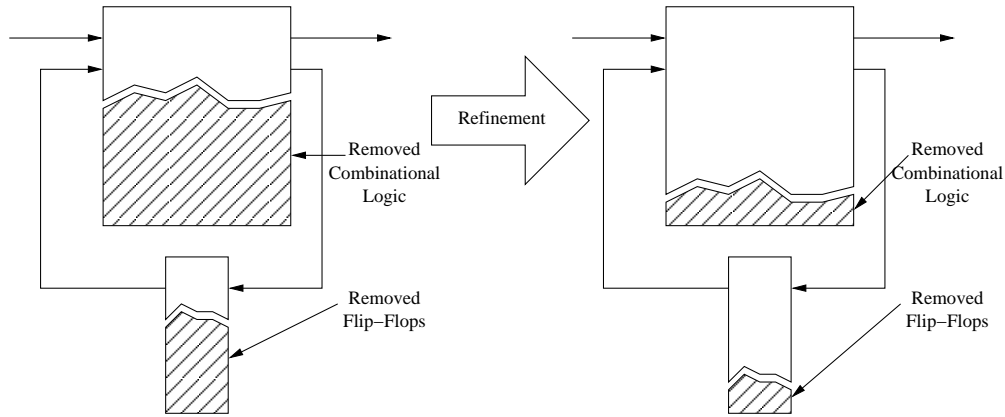 Refinement
Removed
Combinational
Logic
Removed
Combinational
Logic
Removed
Flip−Flops
Removed
Flip−Flops